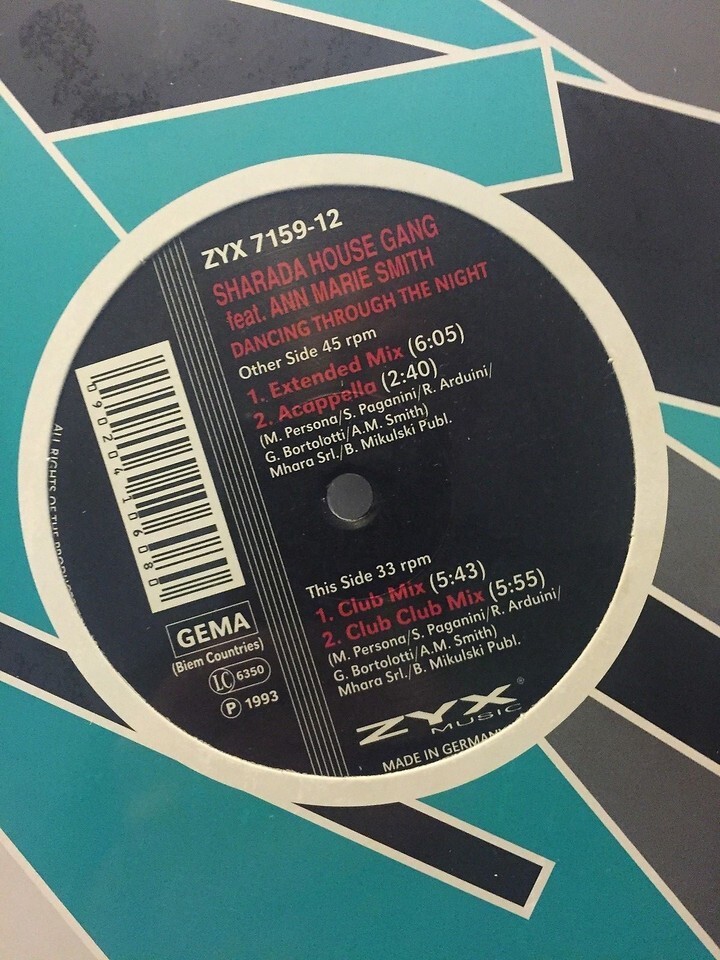 ZYX 7159-12
SHARADA HOUSE GANG
feat. ANN MARIE SMITH
DANCING THROUGH THE NIGHT
Other Side 45 rpm
1. Extended Mix (6:05)
2. Acappella (2:40)
(M. Persona/S. Paganini/R. Arduini/
G. Bortolotti/A.M. Smith)
Mhara Srl./B. Mikulski Publ.
This Side 33 rpm
1. Club Mix (5:43)
2. Club Club Mix (5:55)
(M. Persona/S. Paganini/R. Arduini/
G. Bortolotti/A.M. Smith)
Mhara Srl./B. Mikulski Publ.
ZYX®
MUSIC
MADE IN GERMANY
090204 106080
GEMA
(Biem Countries)
LC 6350
℗ 1993
ALL RIGHTS OF THE